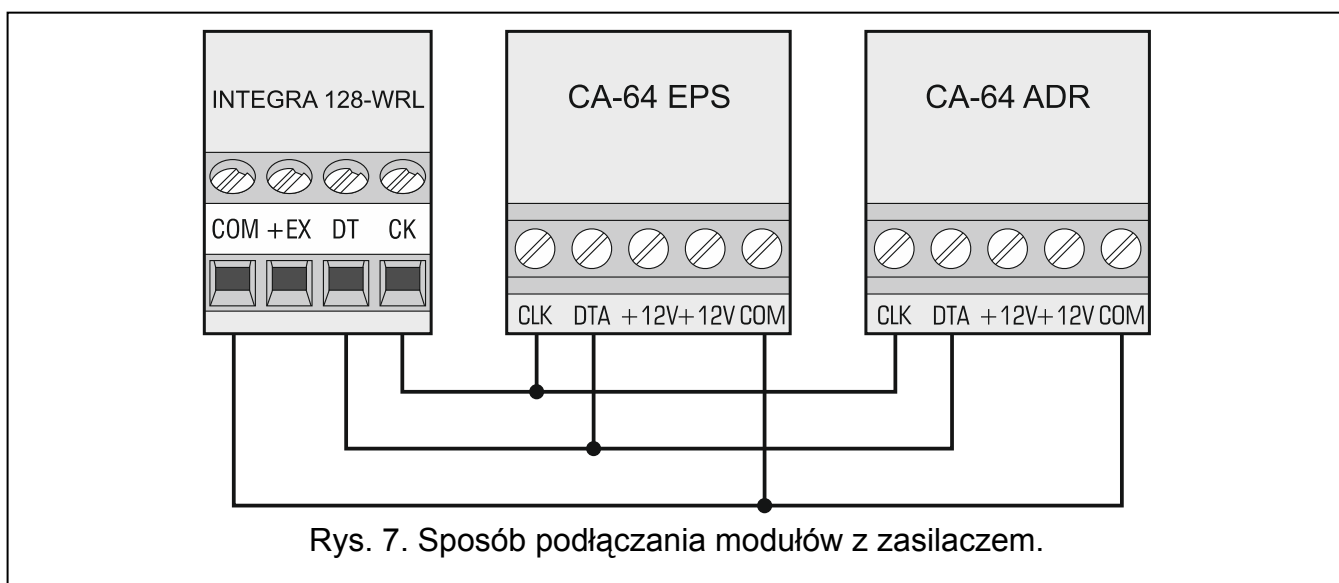 INTEGRA 128-WRL
CA-64 EPS
CA-64 ADR
COM +EX DT CK
CLK DTA +12V+12V COM
CLK DTA +12V+12V COM
Rys. 7. Sposób podłączania modułów z zasilaczem.